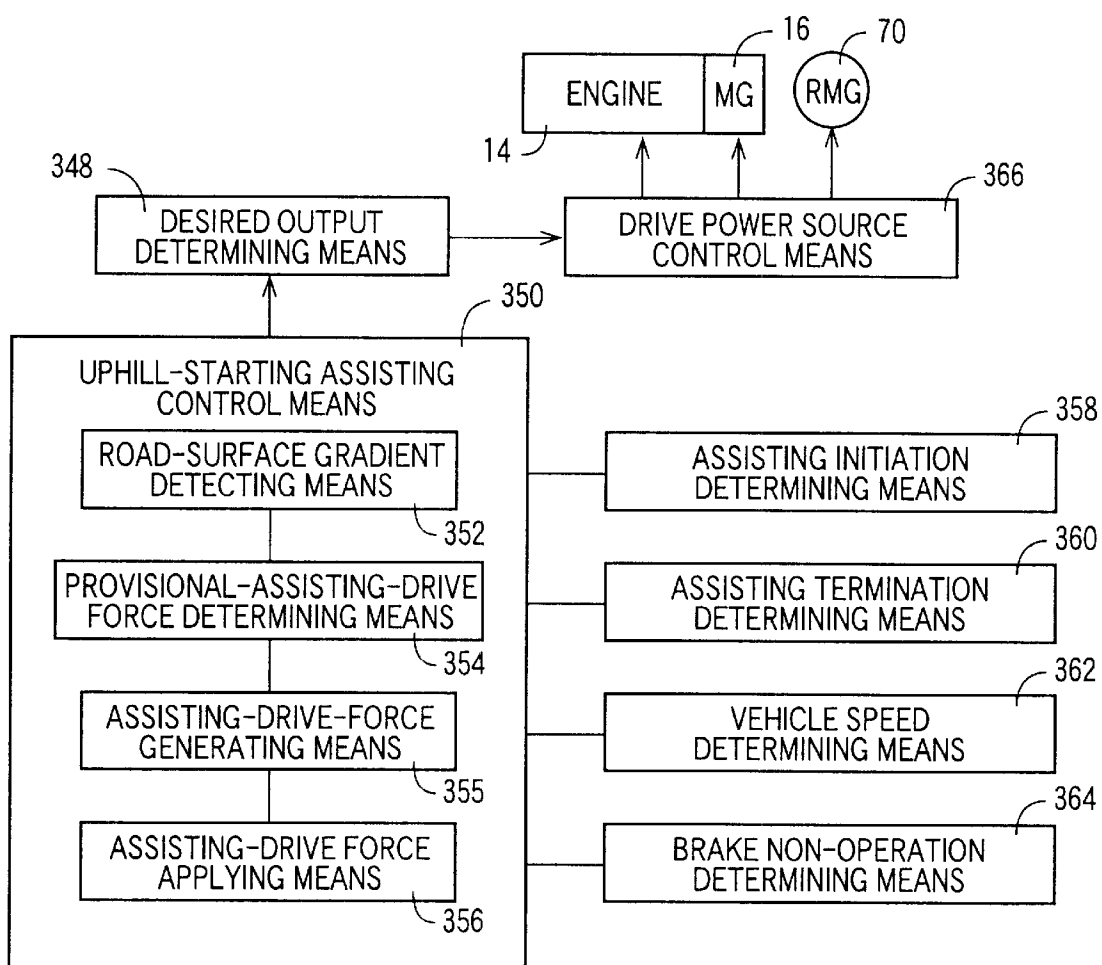 16
70
ENGINE
MG
RMG
14
348
366
DESIRED OUTPUT
DETERMINING MEANS
DRIVE POWER SOURCE
CONTROL MEANS
350
UPHILL-STARTING ASSISTING
CONTROL MEANS
ROAD-SURFACE GRADIENT
DETECTING MEANS
352
PROVISIONAL-ASSISTING-DRIVE
FORCE DETERMINING MEANS
354
ASSISTING-DRIVE-FORCE
GENERATING MEANS
355
ASSISTING-DRIVE FORCE
APPLYING MEANS
356
358
ASSISTING INITIATION
DETERMINING MEANS
360
ASSISTING TERMINATION
DETERMINING MEANS
362
VEHICLE SPEED
DETERMINING MEANS
364
BRAKE NON-OPERATION
DETERMINING MEANS